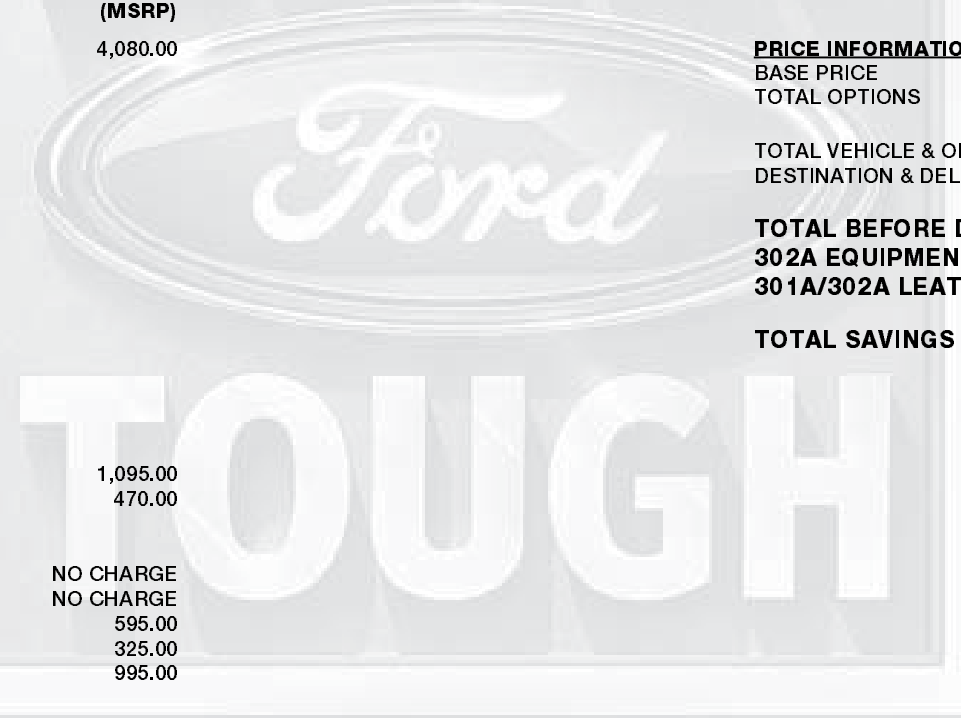 (MSRP)
4,080.00
1,095.00
470.00
NO CHARGE
NO CHARGE
595.00
325.00
995.00
Ford
TOUGH
PRICE INFORMATIO
BASE PRICE
TOTAL OPTIONS
TOTAL VEHICLE & O
DESTINATION & DEL
TOTAL BEFORE D
302A EQUIPMEN
301A/302A LEAT
TOTAL SAVINGS